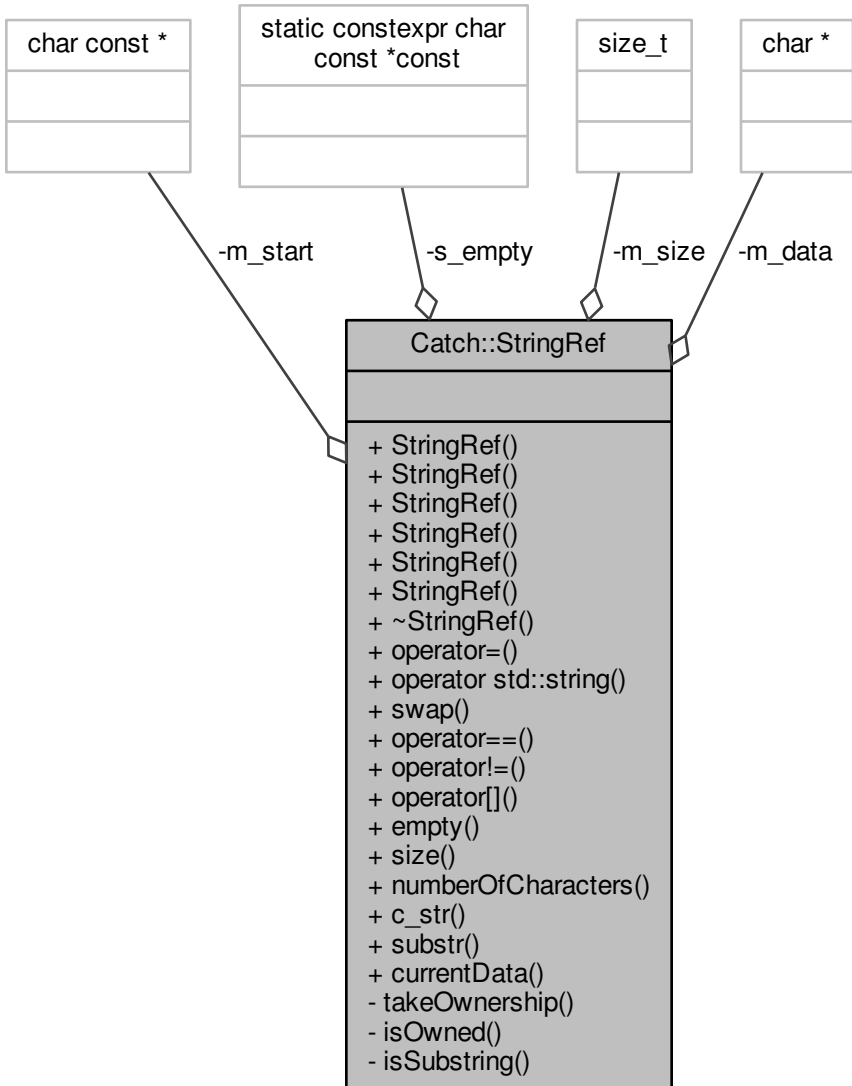 char const *
static constexpr char
const *const
size_t
char *
-m_start
-s_empty
-m_size
-m_data
Catch::StringRef
+ StringRef()
+ StringRef()
+ StringRef()
+ StringRef()
+ StringRef()
+ StringRef()
+ ~StringRef()
+ operator=()
+ operator std::string()
+ swap()
+ operator==()
+ operator!=()
+ operator[]()
+ empty()
+ size()
+ numberOfCharacters()
+ c_str()
+ substr()
+ currentData()
- takeOwnership()
- isOwned()
- isSubstring()